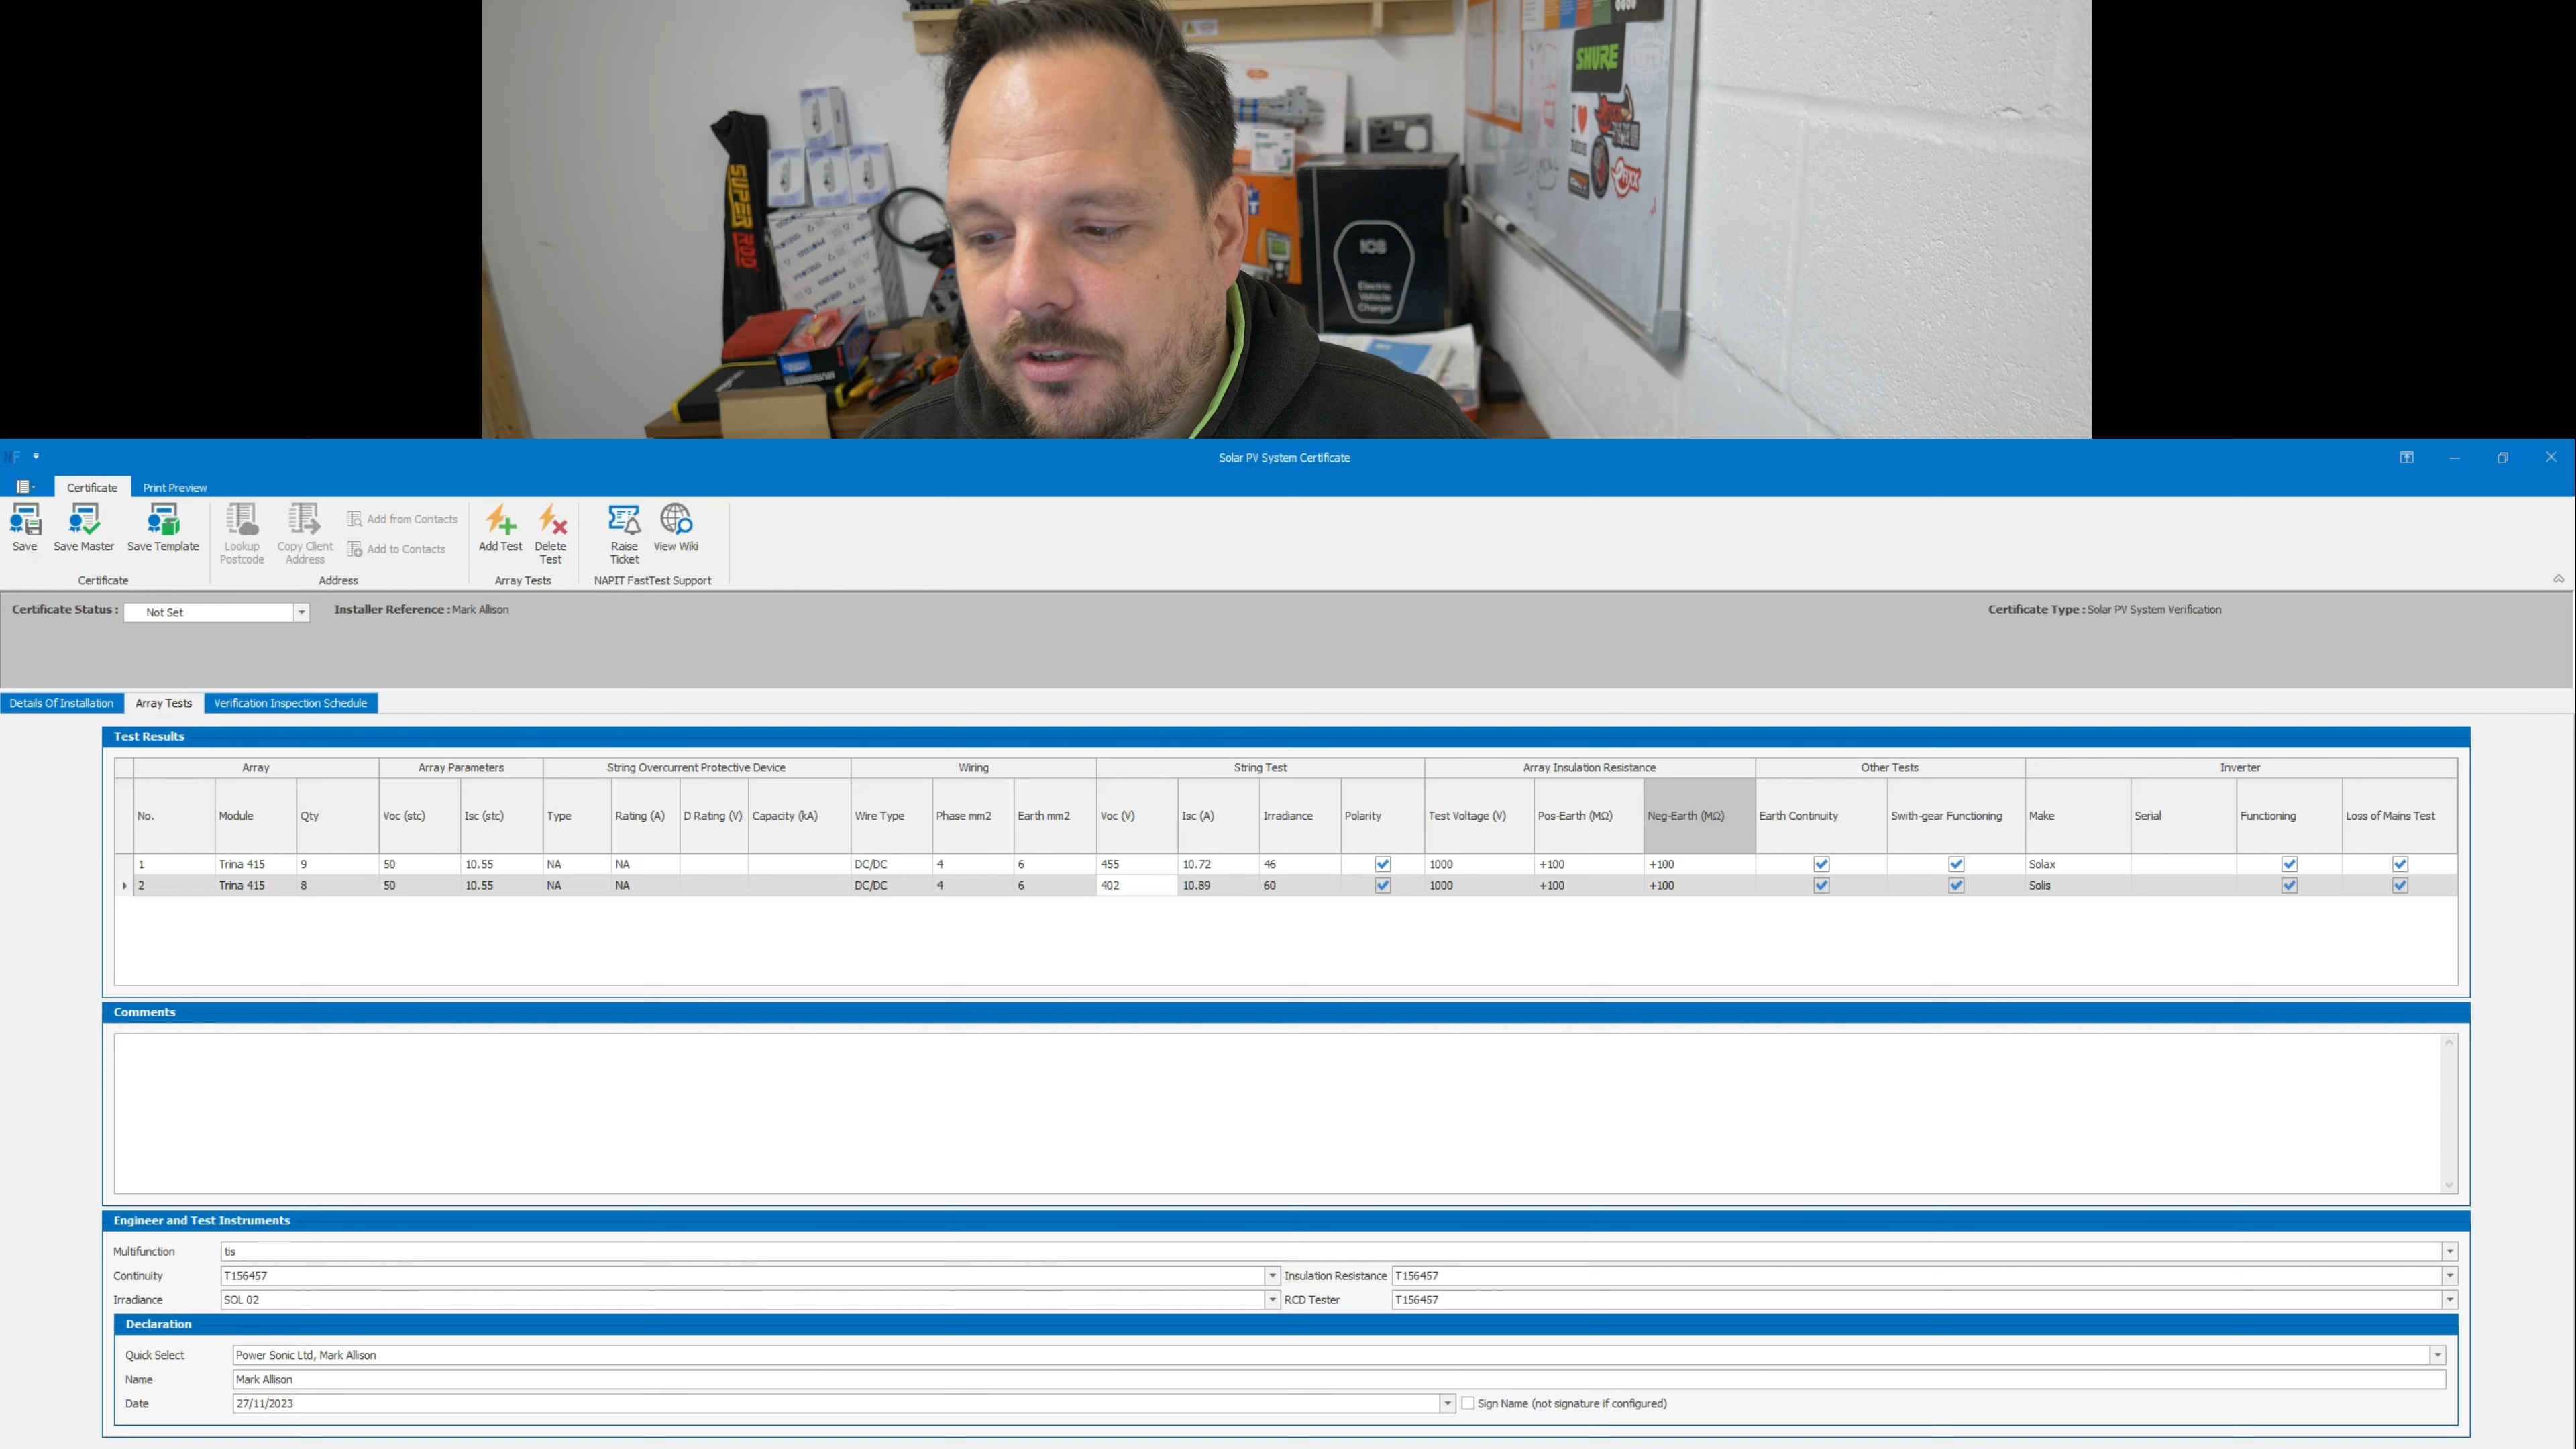 SHURE
I
SUPER
ROD
EFIXX
ICS
Electric
Vehicle
Charger
NF
Solar PV System Certificate
Certificate
Print Preview
Save
Save Master
Save Template
Lookup
Postcode
Copy Client
Address
Add from Contacts
Add to Contacts
Add Test
Delete
Test
Raise
Ticket
View Wiki
Certificate
Address
Array Tests
NAPIT FastTest Support
Certificate Status : Not Set
Installer Reference : Mark Allison
Certificate Type : Solar PV System Verification
Details Of Installation
Array Tests
Verification Inspection Schedule
Test Results
Array Array Parameters String Overcurrent Protective Device Wiring String Test Array Insulation Resistance Other Tests Inverter
No. Module Qty Voc (stc) Isc (stc) Type Rating (A) D Rating (V) Capacity (kA) Wire Type Phase mm2 Earth mm2 Voc (V) Isc (A) Irradiance Polarity Test Voltage (V) Pos-Earth (MΩ) Neg-Earth (MΩ) Earth Continuity Swith-gear Functioning Make Serial Functioning Loss of Mains Test
1 Trina 415 9 50 10.55 NA NA DC/DC 4 6 455 10.72 46 1000 +100 +100 Solax
2 Trina 415 8 50 10.55 NA NA DC/DC 4 6 402 10.89 60 1000 +100 +100 Solis
Comments
Engineer and Test Instruments
Multifunction tis
Continuity T156457 Insulation Resistance T156457
Irradiance SOL 02 RCD Tester T156457
Declaration
Quick Select Power Sonic Ltd, Mark Allison
Name Mark Allison
Date 27/11/2023 Sign Name (not signature if configured)